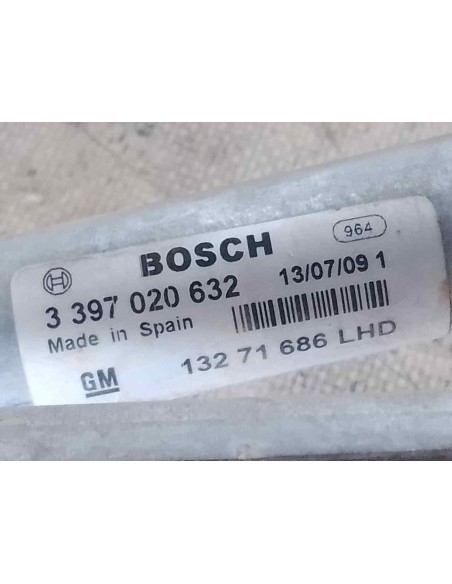 964
BOSCH
3 397 020 632 13/07/09 1
Made in Spain
GM 132 71 686 LHD